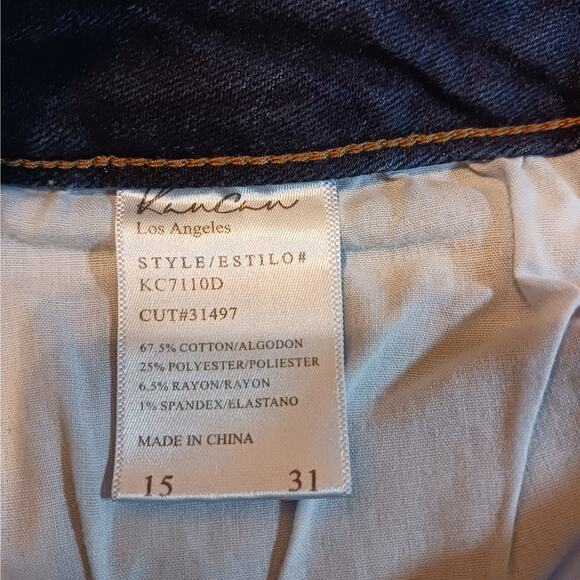 KanCan
Los Angeles
STYLE/ESTILO#
KC7110D
CUT#31497
67.5% COTTON/ALGODON
25% POLYESTER/POLIESTER
6.5% RAYON/RAYON
1% SPANDEX/ELASTANO
MADE IN CHINA
15 31